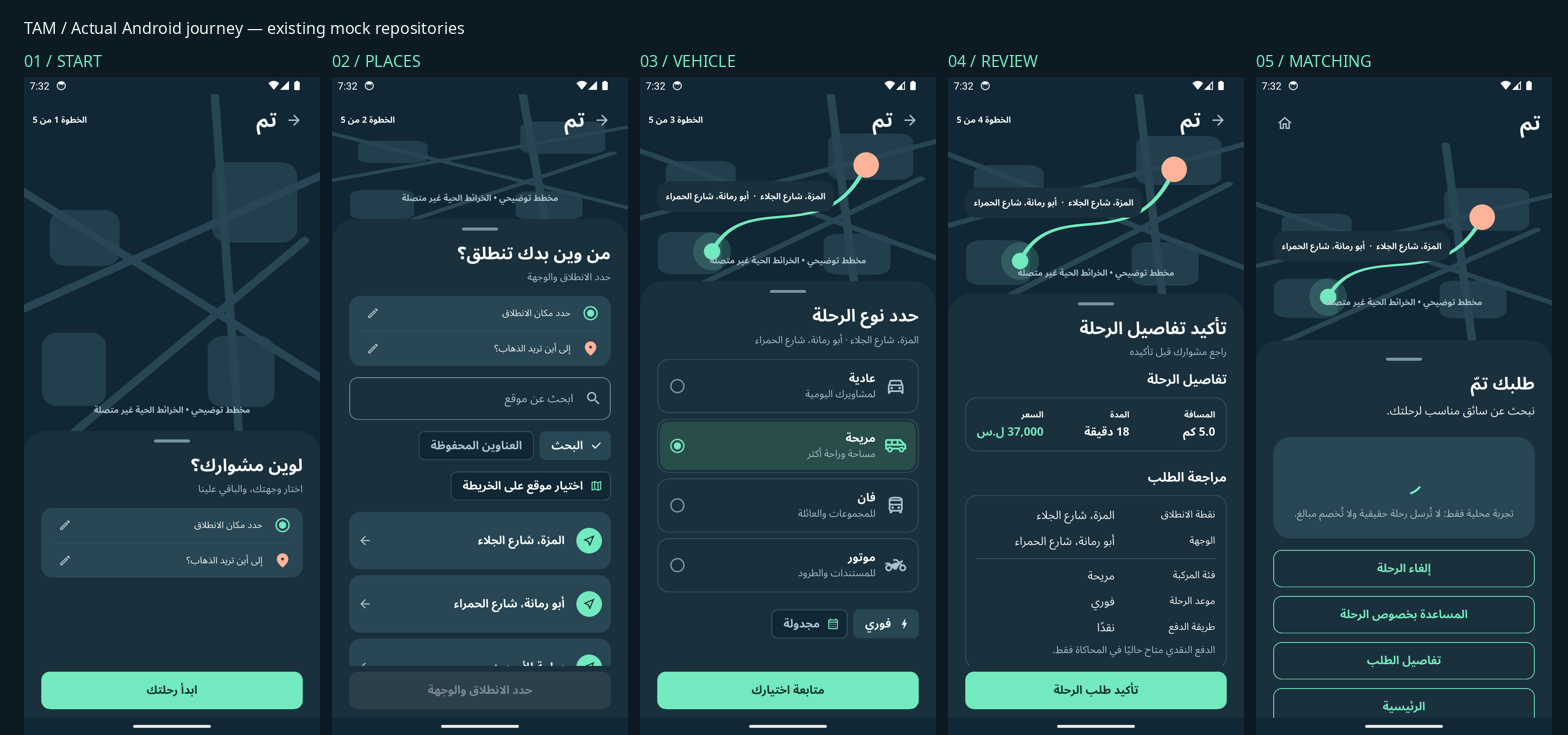 TAM / Actual Android journey — existing mock repositories
01 / START
7:32
تم
الخطوة 1 من 5
مخطط توضيحي • الخرائط الحية غير متصلة
لوين مشوارك؟
اختار وجهتك، والباقي علينا
حدد مكان الانطلاق
إلى أين تريد الذهاب؟
ابدأ رحلتك
02 / PLACES
7:32
تم
الخطوة 2 من 5
مخطط توضيحي • الخرائط الحية غير متصلة
من وين بدك تنطلق؟
حدد الانطلاق والوجهة
حدد مكان الانطلاق
إلى أين تريد الذهاب؟
ابحث عن موقع
البحث
العناوين المحفوظة
اختيار موقع على الخريطة
المزة، شارع الجلاء
أبو رمانة، شارع الحمراء
حدد الانطلاق والوجهة
03 / VEHICLE
7:32
تم
الخطوة 3 من 5
المزة، شارع الجلاء · أبو رمانة، شارع الحمراء
مخطط توضيحي • الخرائط الحية غير متصلة
حدد نوع الرحلة
المزة، شارع الجلاء · أبو رمانة، شارع الحمراء
عادية
لمشاويرك اليومية
مريحة
مساحة وراحة أكثر
فان
للمجموعات والعائلة
موتور
للمستندات والطرود
فوري
مجدولة
متابعة اختيارك
04 / REVIEW
7:32
تم
الخطوة 4 من 5
المزة، شارع الجلاء · أبو رمانة، شارع الحمراء
مخطط توضيحي • الخرائط الحية غير متصلة
تأكيد تفاصيل الرحلة
راجع مشوارك قبل تأكيده
تفاصيل الرحلة
المسافة المدة السعر
5.0 كم 18 دقيقة 37,000 ل.س
مراجعة الطلب
نقطة الانطلاق المزة، شارع الجلاء
الوجهة أبو رمانة، شارع الحمراء
فئة المركبة مريحة
موعد الرحلة فوري
طريقة الدفع نقدًا
الدفع النقدي متاح حاليًا في المحاكاة فقط.
تأكيد طلب الرحلة
05 / MATCHING
7:32
تم
المزة، شارع الجلاء · أبو رمانة، شارع الحمراء
مخطط توضيحي • الخرائط الحية غير متصلة
طلبك تمّ
نبحث عن سائق مناسب لرحلتك.
تجربة محلية فقط؛ لا تُرسل رحلة حقيقية ولا تُخصم مبالغ.
إلغاء الرحلة
المساعدة بخصوص الرحلة
تفاصيل الطلب
الرئيسية